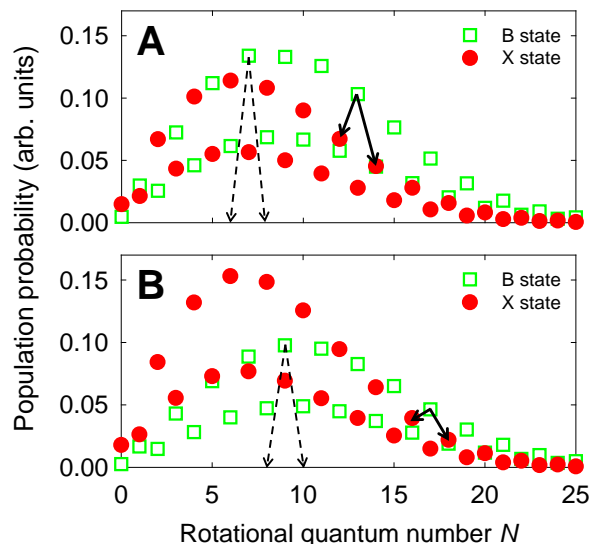 A
B state
X state
0.15
0.10
0.05
0.00
Population probability (arb. units)
B
B state
X state
0.15
0.10
0.05
0.00
0 5 10 15 20 25
Rotational quantum number N